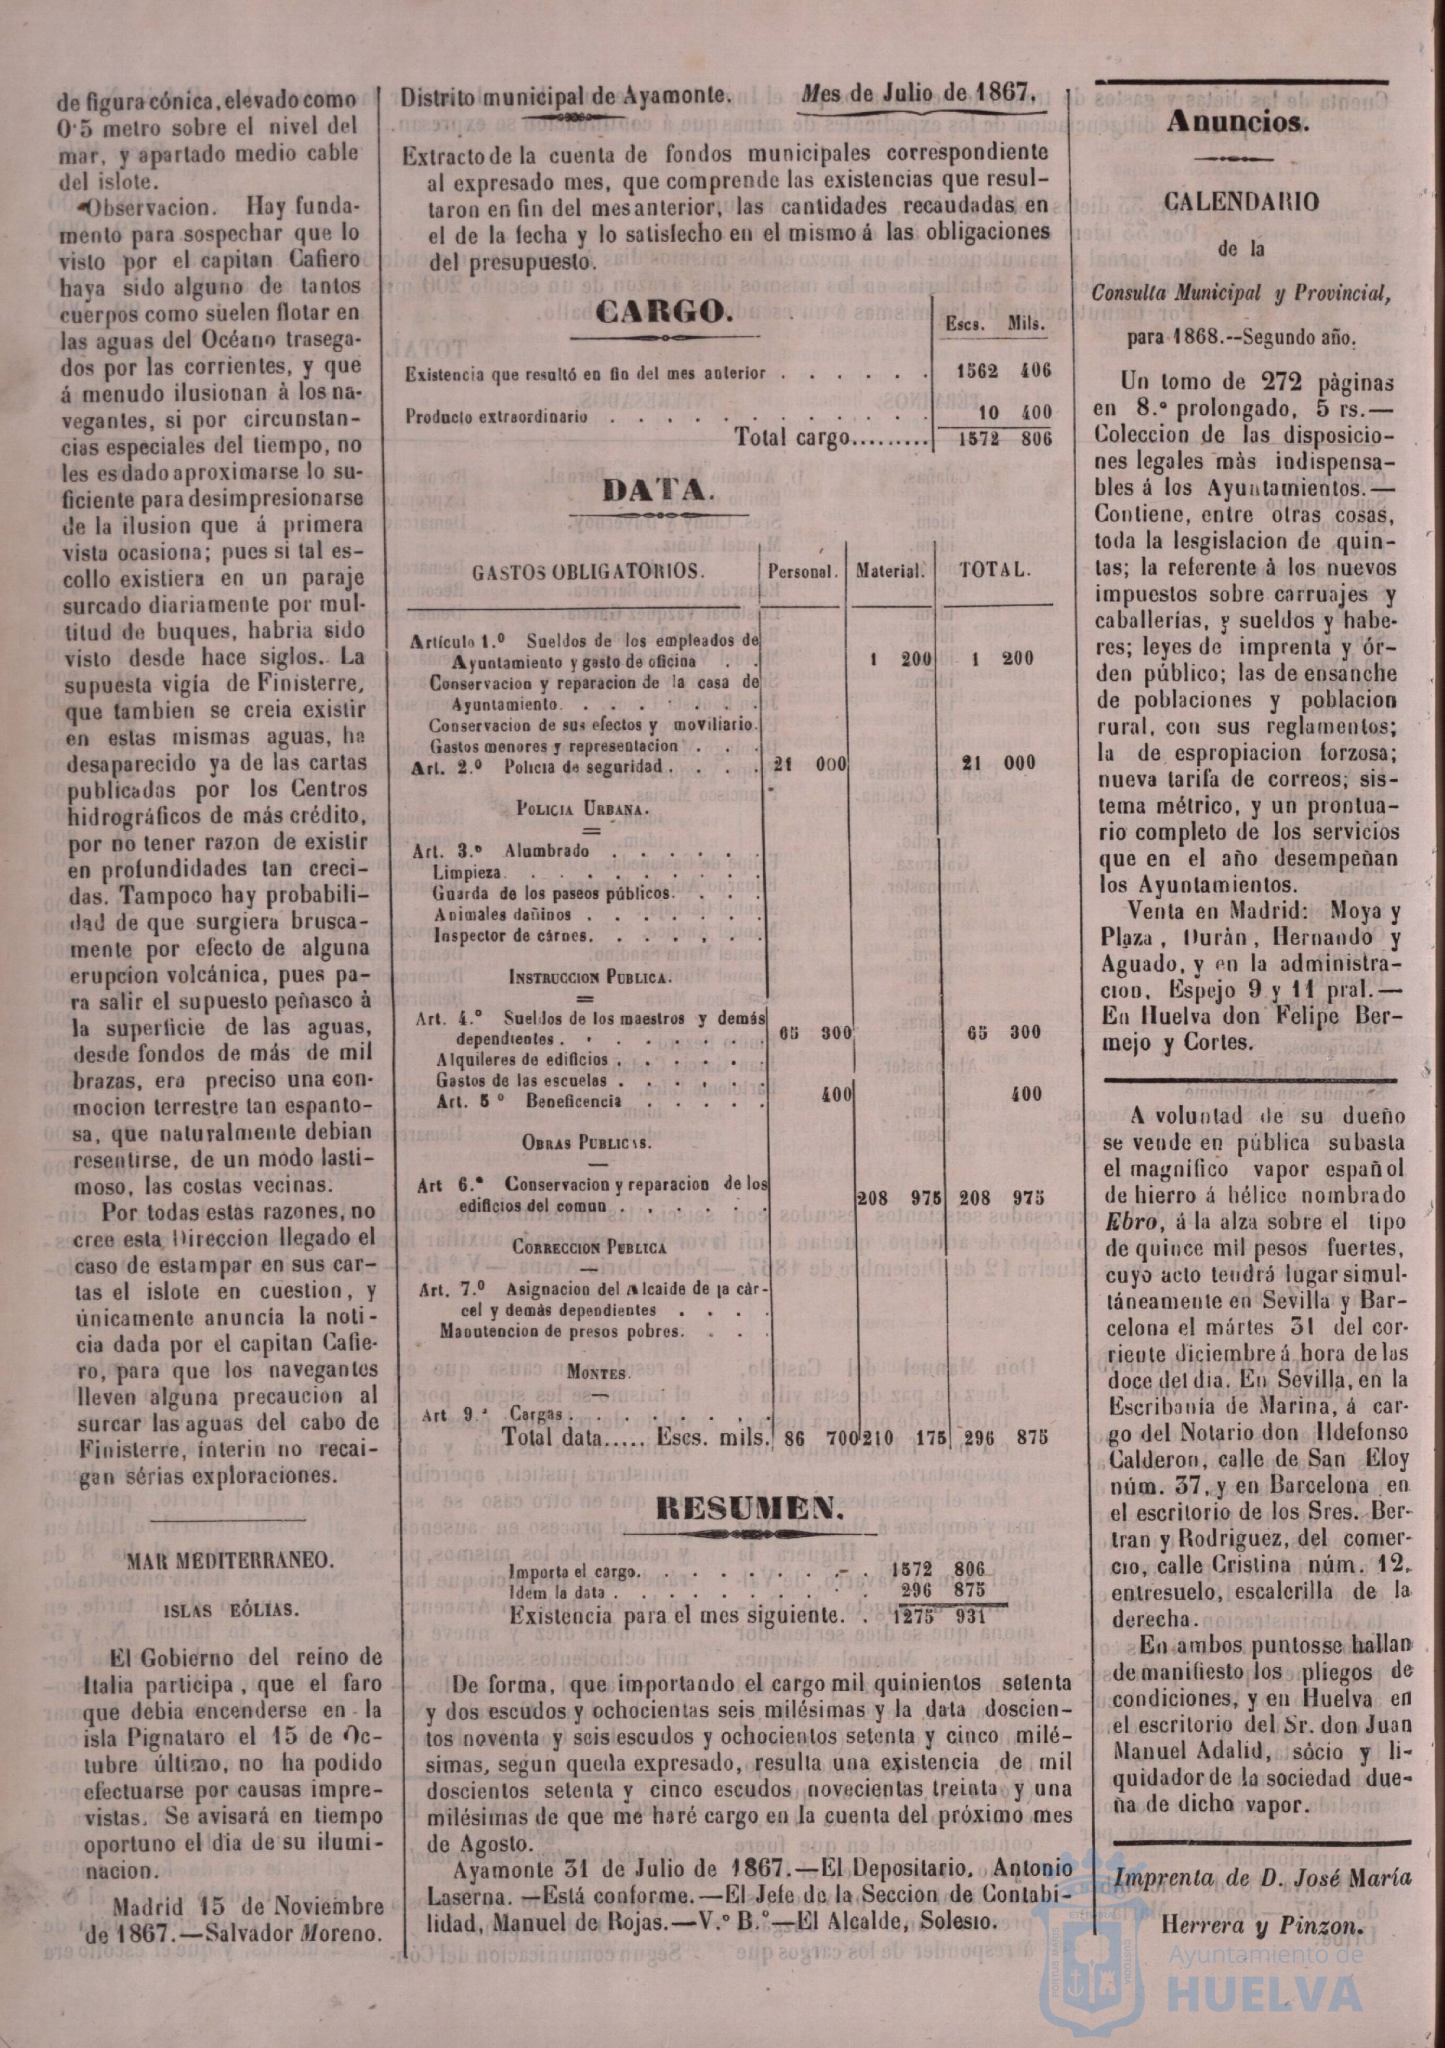 de figura cónica, elevado como
0·5 metro sobre el nivel del
mar, y apartado medio cable
del islote.
Observacion. Hay funda-
mento para sospechar que lo
visto por el capitan Cafiero
haya sido alguno de tantos
cuerpos como suelen flotar en
las aguas del Océano trasega-
dos por las corrientes, y que
á menudo ilusionan à los na-
vegantes, si por circunstan-
cias especiales del tiempo, no
les es dado aproximarse lo su-
ficiente para desimpresionarse
de la ilusion que á primera
vista ocasiona; pues si tal es-
collo existiera en un paraje
surcado diariamente por mul-
titud de buques, habria sido
visto desde hace siglos. La
supuesta vigía de Finisterre,
que tambien se creia existir
en estas mismas aguas, ha
desaparecido ya de las cartas
publicadas por los Centros
hidrográficos de más crédito,
por no tener razon de existir
en profundidades tan creci-
das. Tampoco hay probabili-
dad de que surgiera brusca-
mente por efecto de alguna
erupcion volcánica, pues pa-
ra salir el supuesto peñasco à
la superficie de las aguas,
desde fondos de más de mil
brazas, era preciso una con-
mocion terrestre tan espanto-
sa, que naturalmente debian
resentirse, de un modo lasti-
moso, las costas vecinas.
Por todas estas razones, no
cree esta Direccion llegado el
caso de estampar en sus car-
tas el islote en cuestion, y
únicamente anuncía la noti-
cia dada por el capitan Cafie-
ro, para que los navegantes
lleven alguna precaucion al
surcar las aguas del cabo de
Finisterre, interin no recai-
gan sérias exploraciones.
MAR MEDITERRANEO.
ISLAS EÓLIAS.
El Gobierno del reino de
Italia participa, que el faro
que debia encenderse en la
isla Pignataro el 15 de Oc-
tubre último, no ha podido
efectuarse por causas impre-
vistas. Se avisará en tiempo
oportuno el dia de su ilumi-
nacion.
Madrid 15 de Noviembre
de 1867.—Salvador Moreno.
Distrito municipal de Ayamonte. Mes de Julio de 1867.
Extracto de la cuenta de fondos municipales correspondiente
al expresado mes, que comprende las existencias que resul-
taron en fin del mes anterior, las cantidades recaudadas en
el de la fecha y lo satisfecho en el mismo á las obligaciones
del presupuesto.
CARGO.
Escs. Mils.
Existencia que resultó en fin del mes anterior . . . . . . 1562 406
Producto extraordinario . . . . . . . . . . . . 10 400
Total cargo......... 1572 806
DATA.
GASTOS OBLIGATORIOS. Personal. Material. TOTAL.
Artículo 1.º Sueldos de los empleados de
Ayuntamiento y gasto de oficina . . 1 200 1 200
Conservacion y reparacion de la casa de
Ayuntamiento. . . . . . . .
Conservacion de sus efectos y moviliario.
Gastos menores y representacion . . .
Art. 2.º Policia de seguridad . . . . 21 000 21 000
POLICIA URBANA.
Art. 3.º Alumbrado . . . . . .
Limpieza. . . . . . . . . .
Guarda de los paseos públicos. . . .
Animales dañinos . . . . . . .
Inspector de cárnes. . . . . . .
INSTRUCCION PUBLICA.
Art. 4.º Sueldos de los maestros y demás
dependientes . . . . . . . . 65 300 65 300
Alquileres de edificios . . . . . .
Gastos de las escuelas . . . . . .
Art. 5º Beneficencia . . . . . 400 400
OBRAS PUBLICAS.
Art 6.º Conservacion y reparacion de los
edificios del comun . . . . . . 208 975 208 975
CORRECCION PUBLICA
Art. 7.º Asignacion del Alcaide de la cár-
cel y demás dependientes . . . .
Manutencion de presos pobres. . . .
MONTES.
Art 9.º Cargas . . . . . . . .
Total data..... Escs. mils. 86 700 210 175 296 875
RESUMEN.
Importa el cargo. . . . . . . . . . 1572 806
Idem la data . . . . . . . . . . . 296 875
Existencia para el mes siguiente. . 1275 931
De forma, que importando el cargo mil quinientos setenta
y dos escudos y ochocientas seis milésimas y la data doscien-
tos noventa y seis escudos y ochocientos setenta y cinco milé-
simas, segun queda expresado, resulta una existencia de mil
doscientos setenta y cinco escudos novecientas treinta y una
milésimas de que me haré cargo en la cuenta del próximo mes
de Agosto.
Ayamonte 31 de Julio de 1867.—El Depositario, Antonio
Laserna. —Está conforme.—El Jefe de la Seccion de Contabi-
lidad, Manuel de Rojas.—V.º B.º—El Alcalde, Solesio.
Anuncios.
CALENDARIO
de la
Consulta Municipal y Provincial,
para 1868.--Segundo año.
Un tomo de 272 pàginas
en 8.º prolongado, 5 rs.—
Coleccion de las disposicio-
nes legales màs indispensa-
bles á los Ayuntamientos.—
Contiene, entre otras cosas,
toda la lesgislacion de quin-
tas; la referente à los nuevos
impuestos sobre carruajes y
caballerías, y sueldos y habe-
res; leyes de imprenta y ór-
den público; las de ensanche
de poblaciones y poblacion
rural, con sus reglamentos;
la de espropiacion forzosa;
nueva tarifa de correos; sis-
tema métrico, y un prontua-
rio completo de los servicios
que en el año desempeñan
los Ayuntamientos.
Venta en Madrid: Moya y
Plaza, Duràn, Hernando y
Aguado, y en la administra-
cion, Espejo 9 y 11 pral.—
En Huelva don Felipe Ber-
mejo y Cortes.
A voluntad de su dueño
se vende en pública subasta
el magnífico vapor español
de hierro á hélice nombrado
Ebro, á la alza sobre el tipo
de quince mil pesos fuertes,
cuyo acto tendrá lugar simul-
táneamente en Sevilla y Bar-
celona el mártes 31 del cor-
riente diciembre á hora de las
doce del dia. En Sevilla, en la
Escribanía de Marina, á car-
go del Notario don Ildefonso
Calderon, calle de San Eloy
núm. 37, y en Barcelona en
el escritorio de los Sres. Ber-
tran y Rodriguez, del comer-
cio, calle Cristina núm. 12,
entresuelo, escalerilla de la
derecha.
En ambos puntos se hallan
de manifiesto los pliegos de
condiciones, y en Huelva en
el escritorio del Sr. don Juan
Manuel Adalid, sócio y li-
quidador de la sociedad due-
ña de dicho vapor.
Imprenta de D. José María
Herrera y Pinzon.
Ayuntamiento de
HUELVA